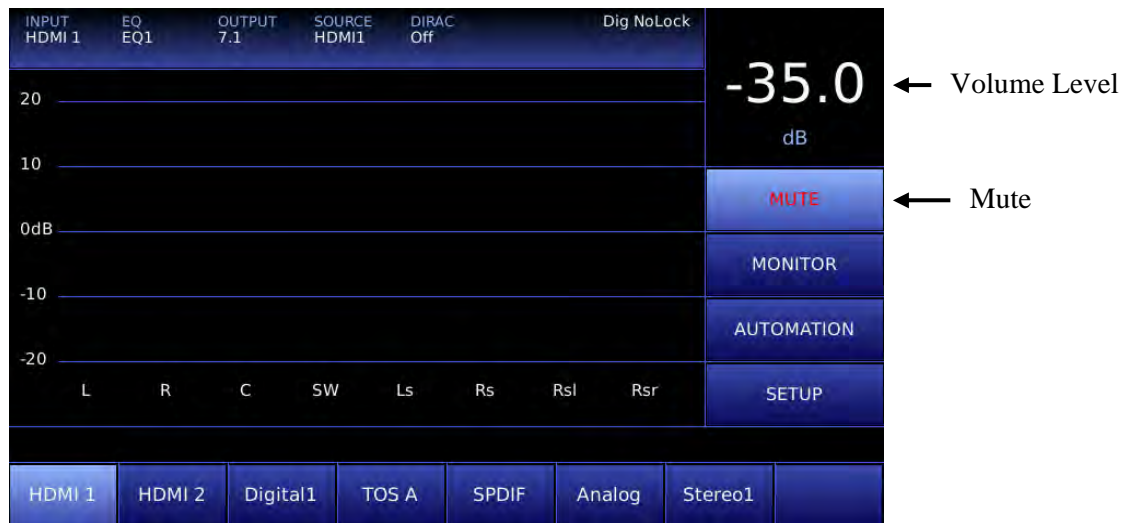 INPUT EQ OUTPUT SOURCE DIRAC Dig NoLock
HDMI 1 EQ1 7.1 HDMI1 Off
-35.0 Volume Level
dB
20
10
MUTE Mute
0dB
MONITOR
-10
AUTOMATION
-20
L R C SW Ls Rs Rsl Rsr
SETUP
HDMI 1 HDMI 2 Digital1 TOS A SPDIF Analog Stereo1